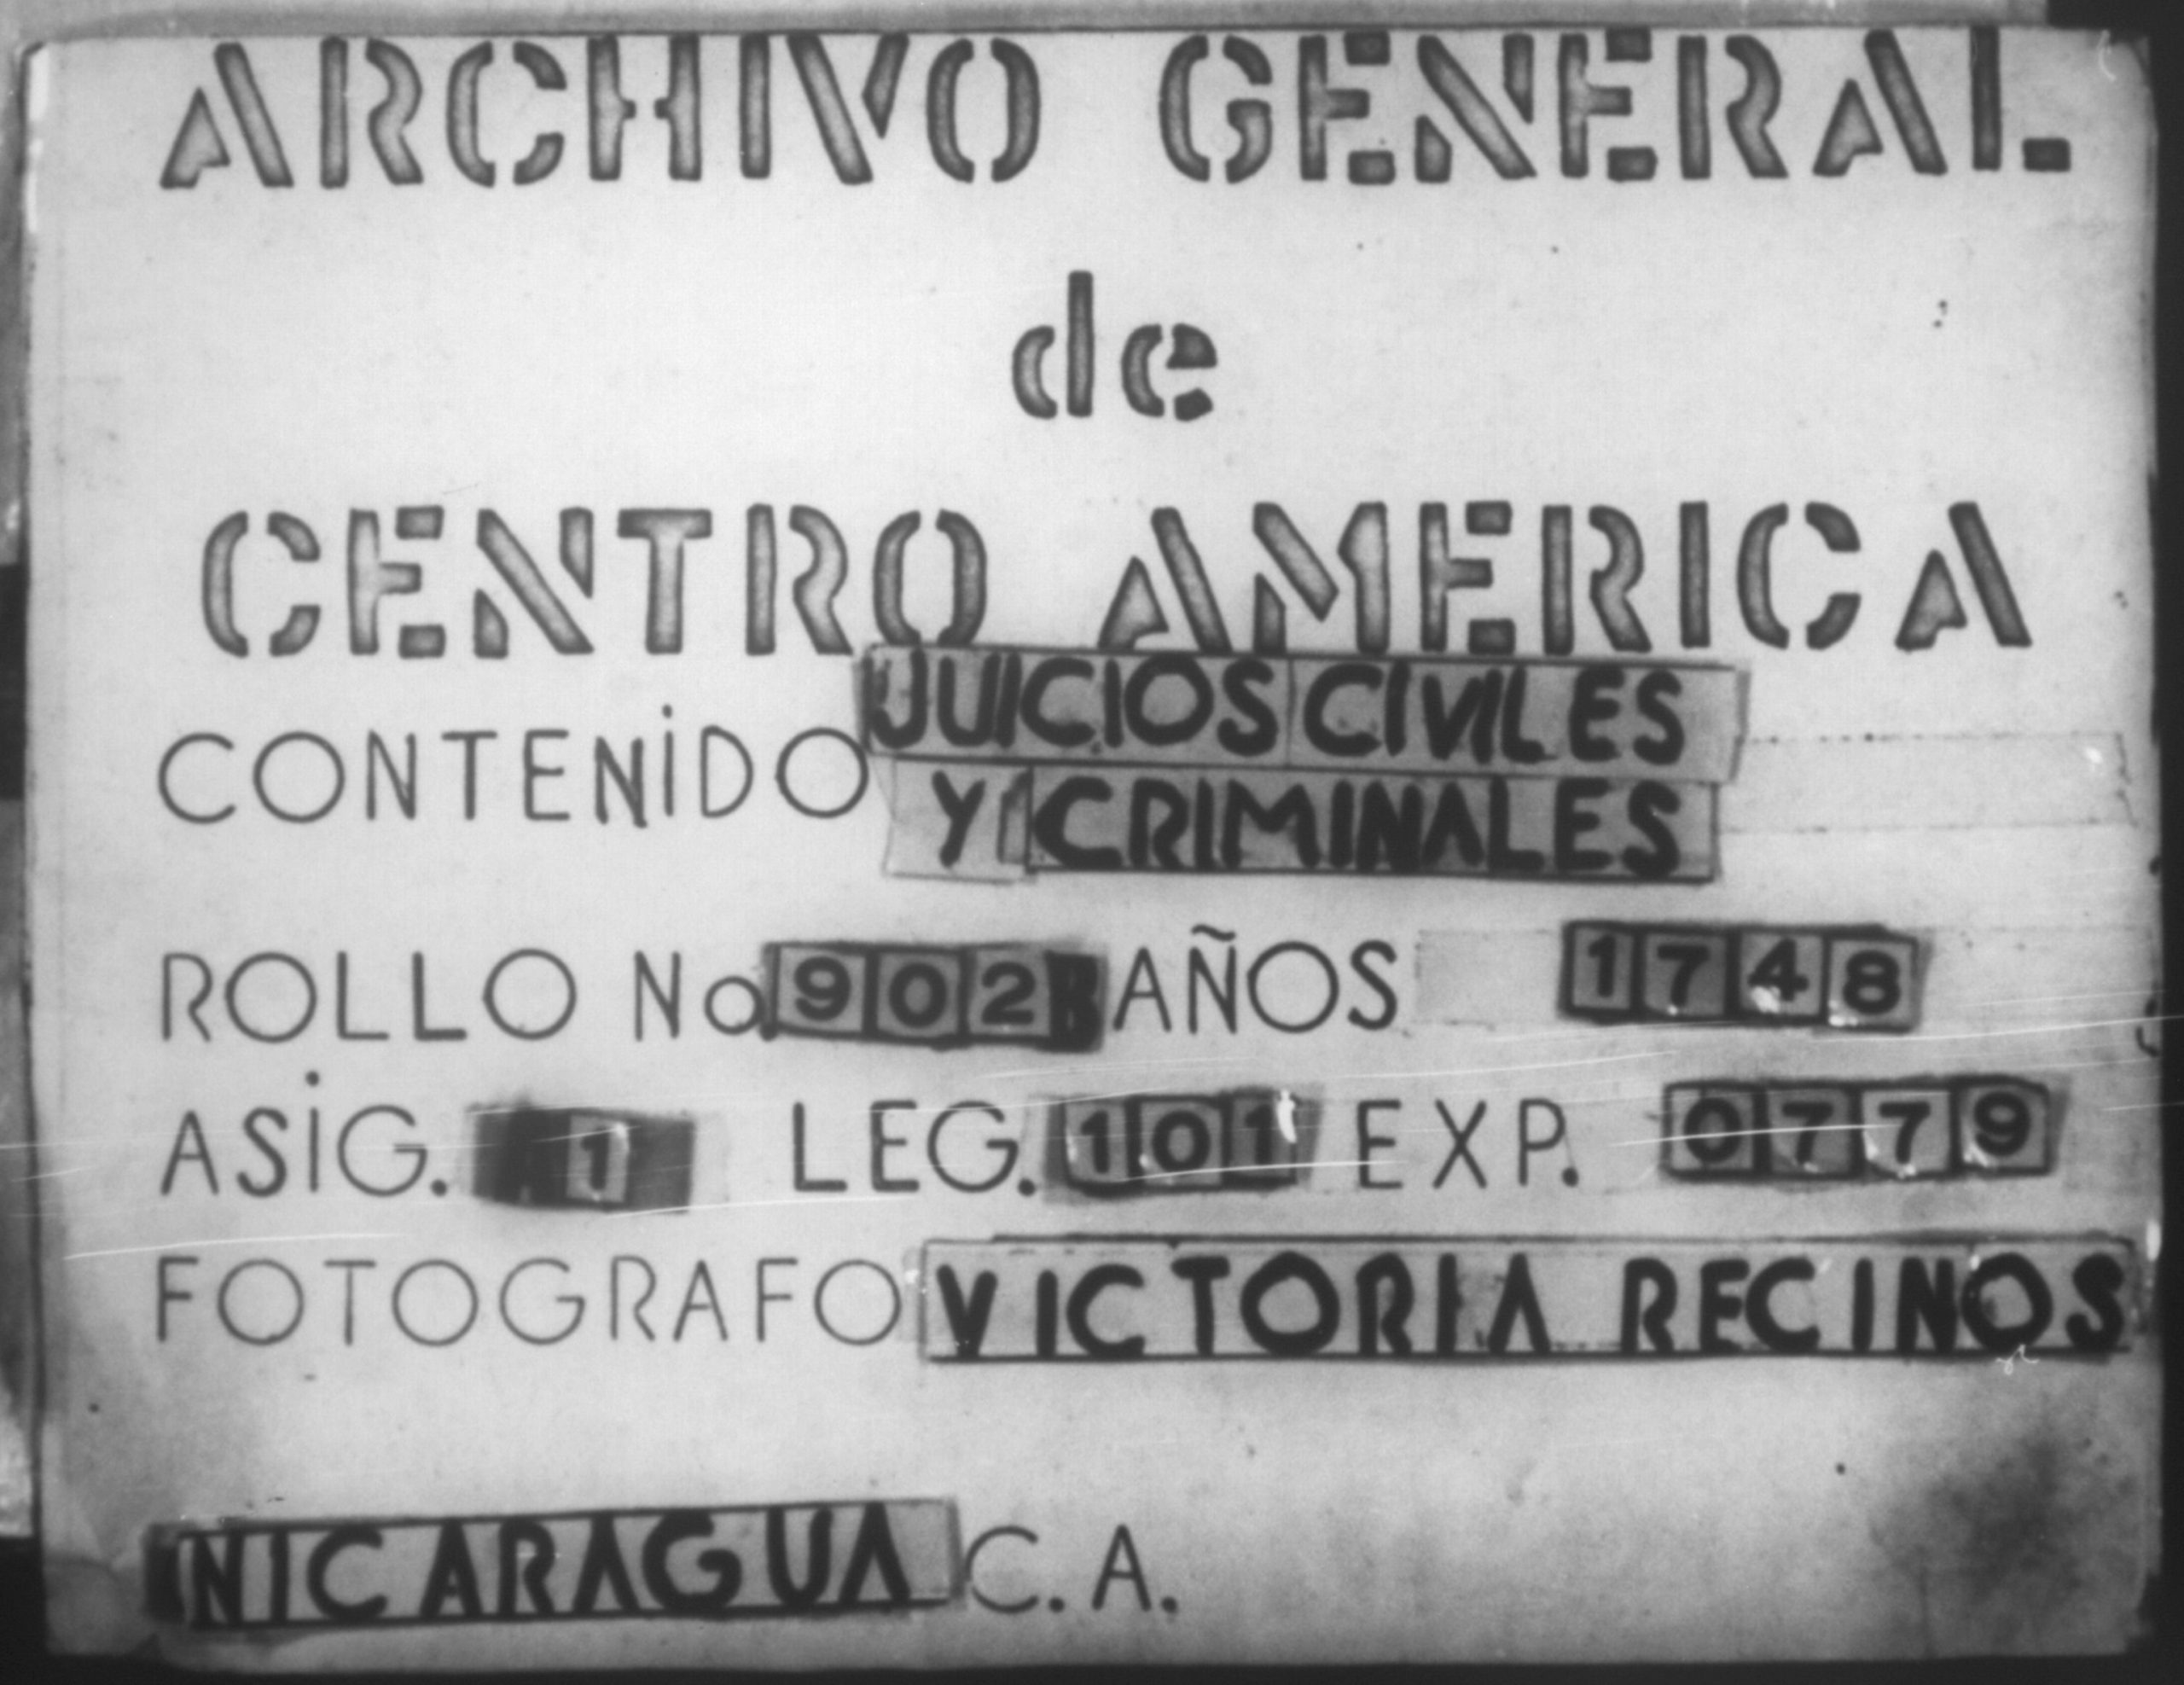 ARCHIVO GENERAL
de
CENTRO AMERICA
CONTENIDO JUICIOS CIVILES
Y CRIMINALES
ROLLO No 902 AÑOS 1748
ASIG. 1 LEG. 101 EXP. 0779
FOTOGRAFO VICTORIA RECINOS
NICARAGUA C.A.